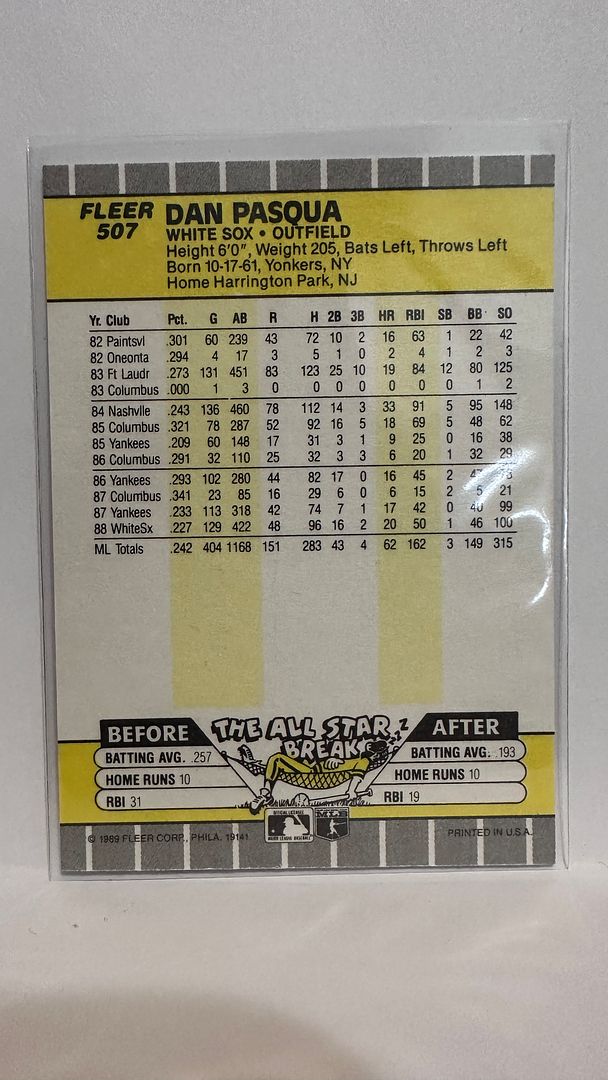 FLEER
507
DAN PASQUA
WHITE SOX • OUTFIELD
Height 6'0", Weight 205, Bats Left, Throws Left
Born 10-17-61, Yonkers, NY
Home Harrington Park, NJ
Yr. Club Pct. G AB R H 2B 3B HR RBI SB BB SO
82 Paintsvl .301 60 239 43 72 10 2 16 63 1 22 42
82 Oneonta .294 4 17 3 5 1 0 2 4 1 2 3
83 Ft Laudr .273 131 451 83 123 25 10 19 84 12 80 125
83 Columbus .000 1 3 0 0 0 0 0 0 0 1 2
84 Nashvlle .243 136 460 78 112 14 3 33 91 5 95 148
85 Columbus .321 78 287 52 92 16 5 18 69 5 48 62
85 Yankees .209 60 148 17 31 3 1 9 25 0 16 38
86 Columbus .291 32 110 25 32 3 3 6 20 1 32 29
86 Yankees .293 102 280 44 82 17 0 16 45 2
87 Columbus .341 23 85 16 29 6 0 6 15 2 5 21
87 Yankees .233 113 318 42 74 7 1 17 42 0 40 99
88 WhiteSx .227 129 422 48 96 16 2 20 50 1 46 100
ML Totals .242 404 1168 151 283 43 4 62 162 3 149 315
BEFORE THE ALL STAR BREAK AFTER
BATTING AVG. .257
HOME RUNS 10
RBI 31
BATTING AVG. .193
HOME RUNS 10
RBI 19
z z z
OFFICIAL LICENSEE
MAJOR LEAGUE BASEBALL
© 1989 FLEER CORP., PHILA. 19141
PRINTED IN U.S.A.